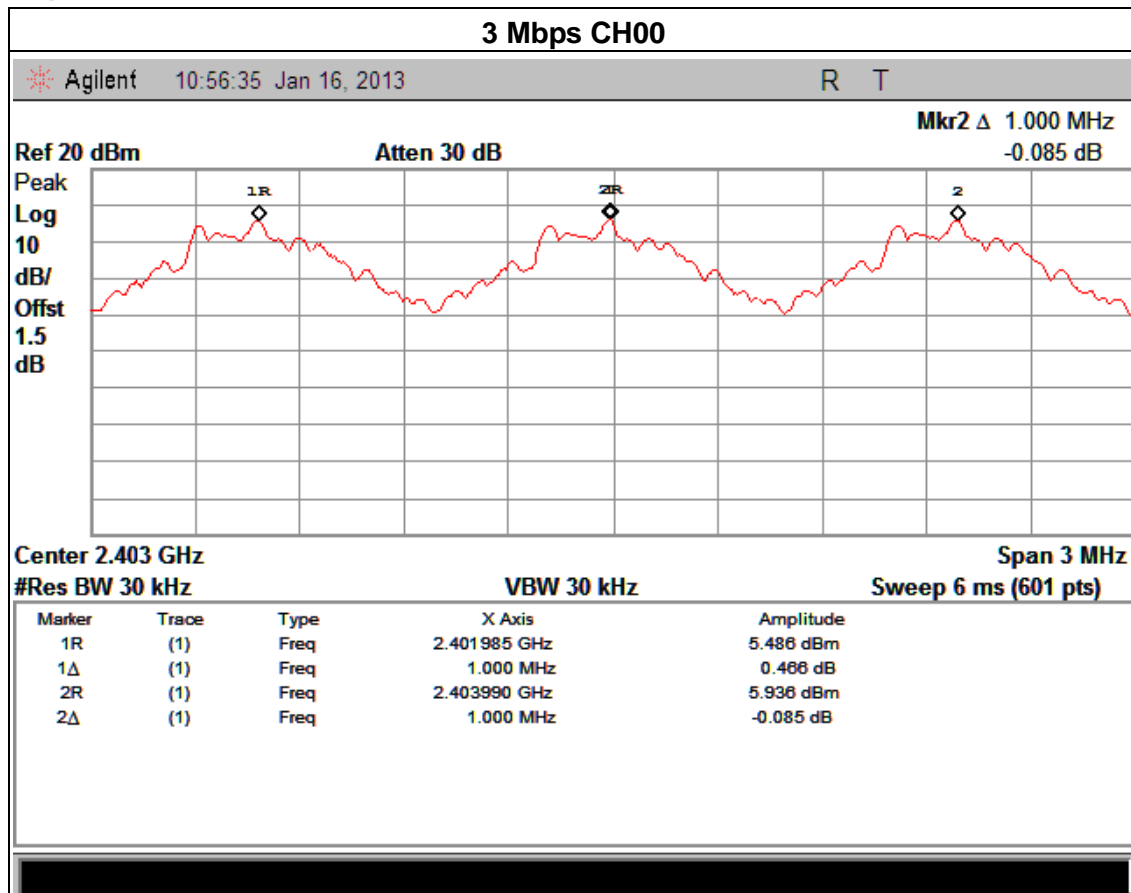 3 Mbps CH00
Agilent 10:56:35 Jan 16, 2013 R T
Mkr2 Δ 1.000 MHz
Ref 20 dBm Atten 30 dB -0.085 dB
Peak
Log
10
dB/
Offst
1.5
dB
1R
2
Center 2.403 GHz Span 3 MHz
#Res BW 30 kHz VBW 30 kHz Sweep 6 ms (601 pts)
Marker Trace Type X Axis Amplitude
1R (1) Freq 2.401985 GHz 5.486 dBm
1Δ (1) Freq 1.000 MHz 0.466 dB
2R (1) Freq 2.403990 GHz 5.936 dBm
2Δ (1) Freq 1.000 MHz -0.085 dB